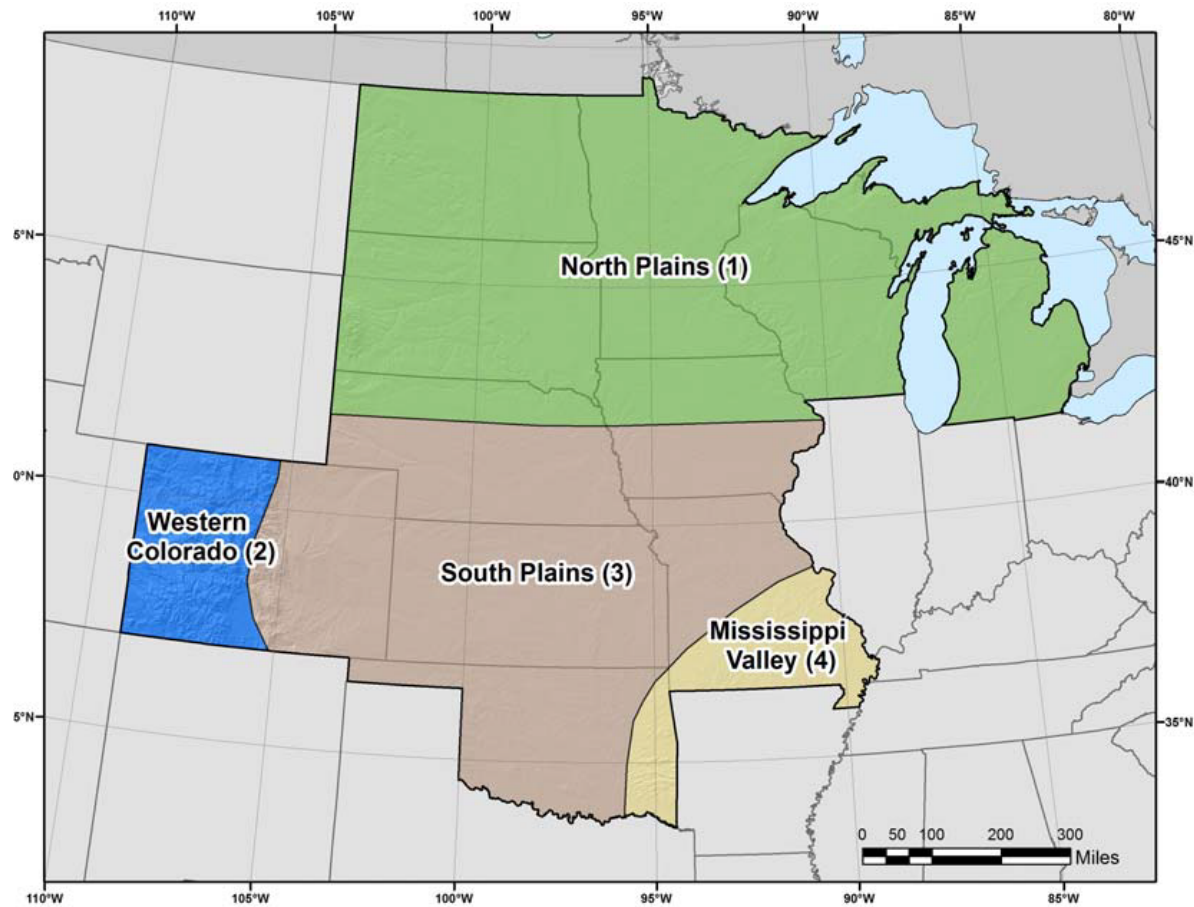 110°W 105°W 100°W 95°W 90°W 85°W 80°W
5°N 45°N
North Plains (1)
0°N 40°N
Western
Colorado (2)
South Plains (3)
Mississippi
Valley (4)
5°N 35°N
0 50 100 200 300
Miles
110°W 105°W 100°W 95°W 90°W 85°W